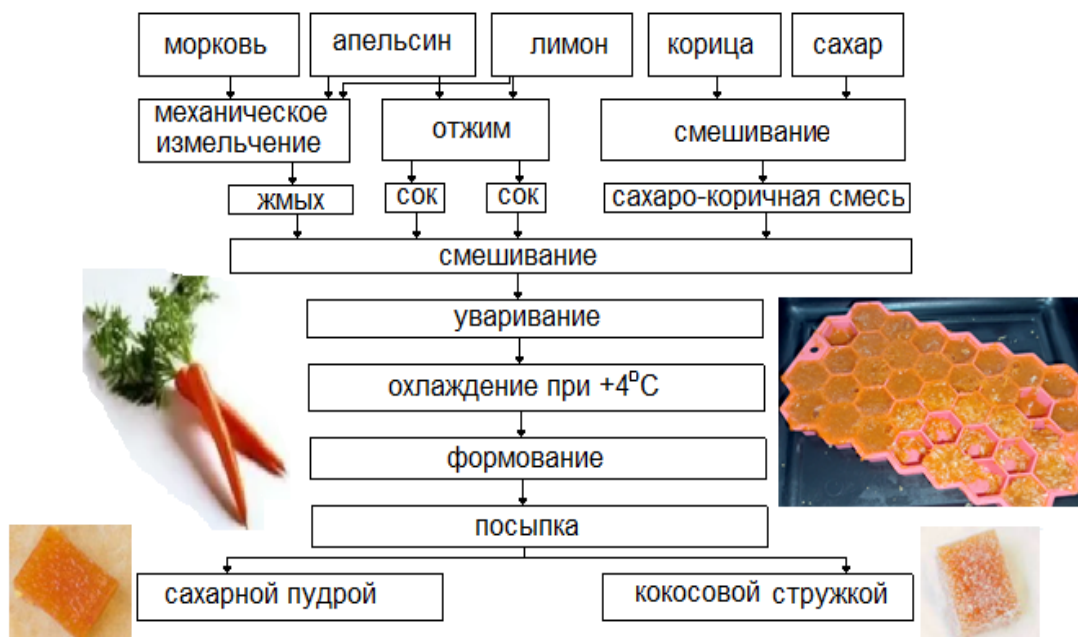 морковь
апельсин
лимон
корица
сахар
механическое
измельчение
отжим
смешивание
жмых
сок
сок
сахаро-коричная смесь
смешивание
уваривание
охлаждение при +4°C
формование
посыпка
сахарной пудрой
кокосовой стружкой